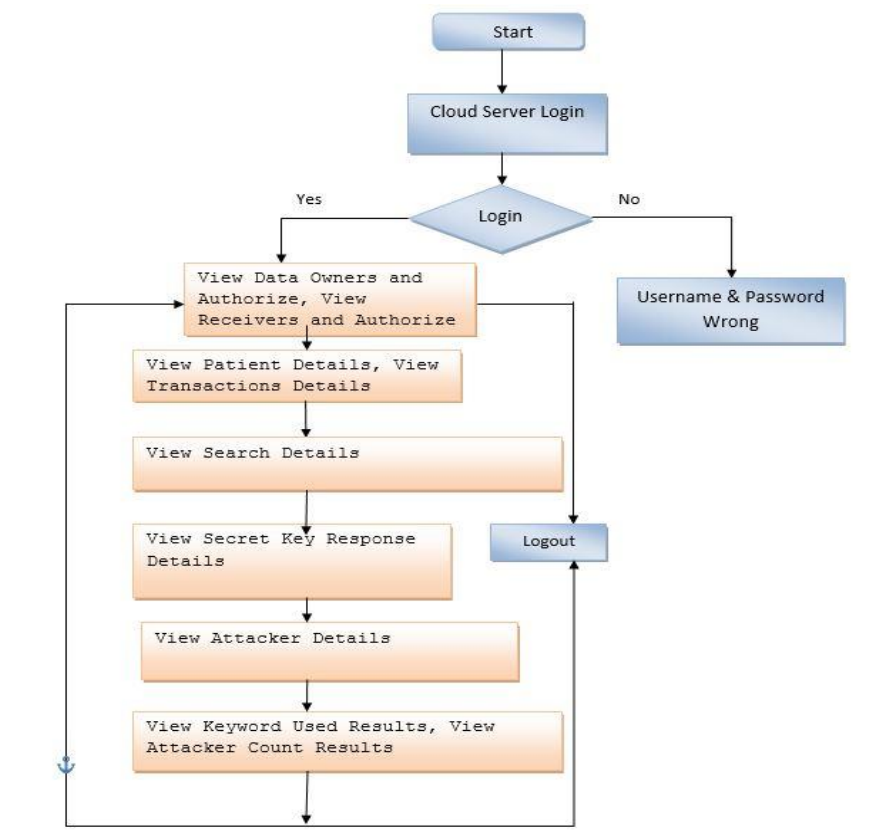 Start
Cloud Server Login
Yes
No
Login
View Data Owners and
Authorize, View
Receivers and Authorize
Username & Password
Wrong
View Patient Details, View
Transactions Details
View Search Details
View Secret Key Response
Details
Logout
View Attacker Details
View Keyword Used Results, View
Attacker Count Results